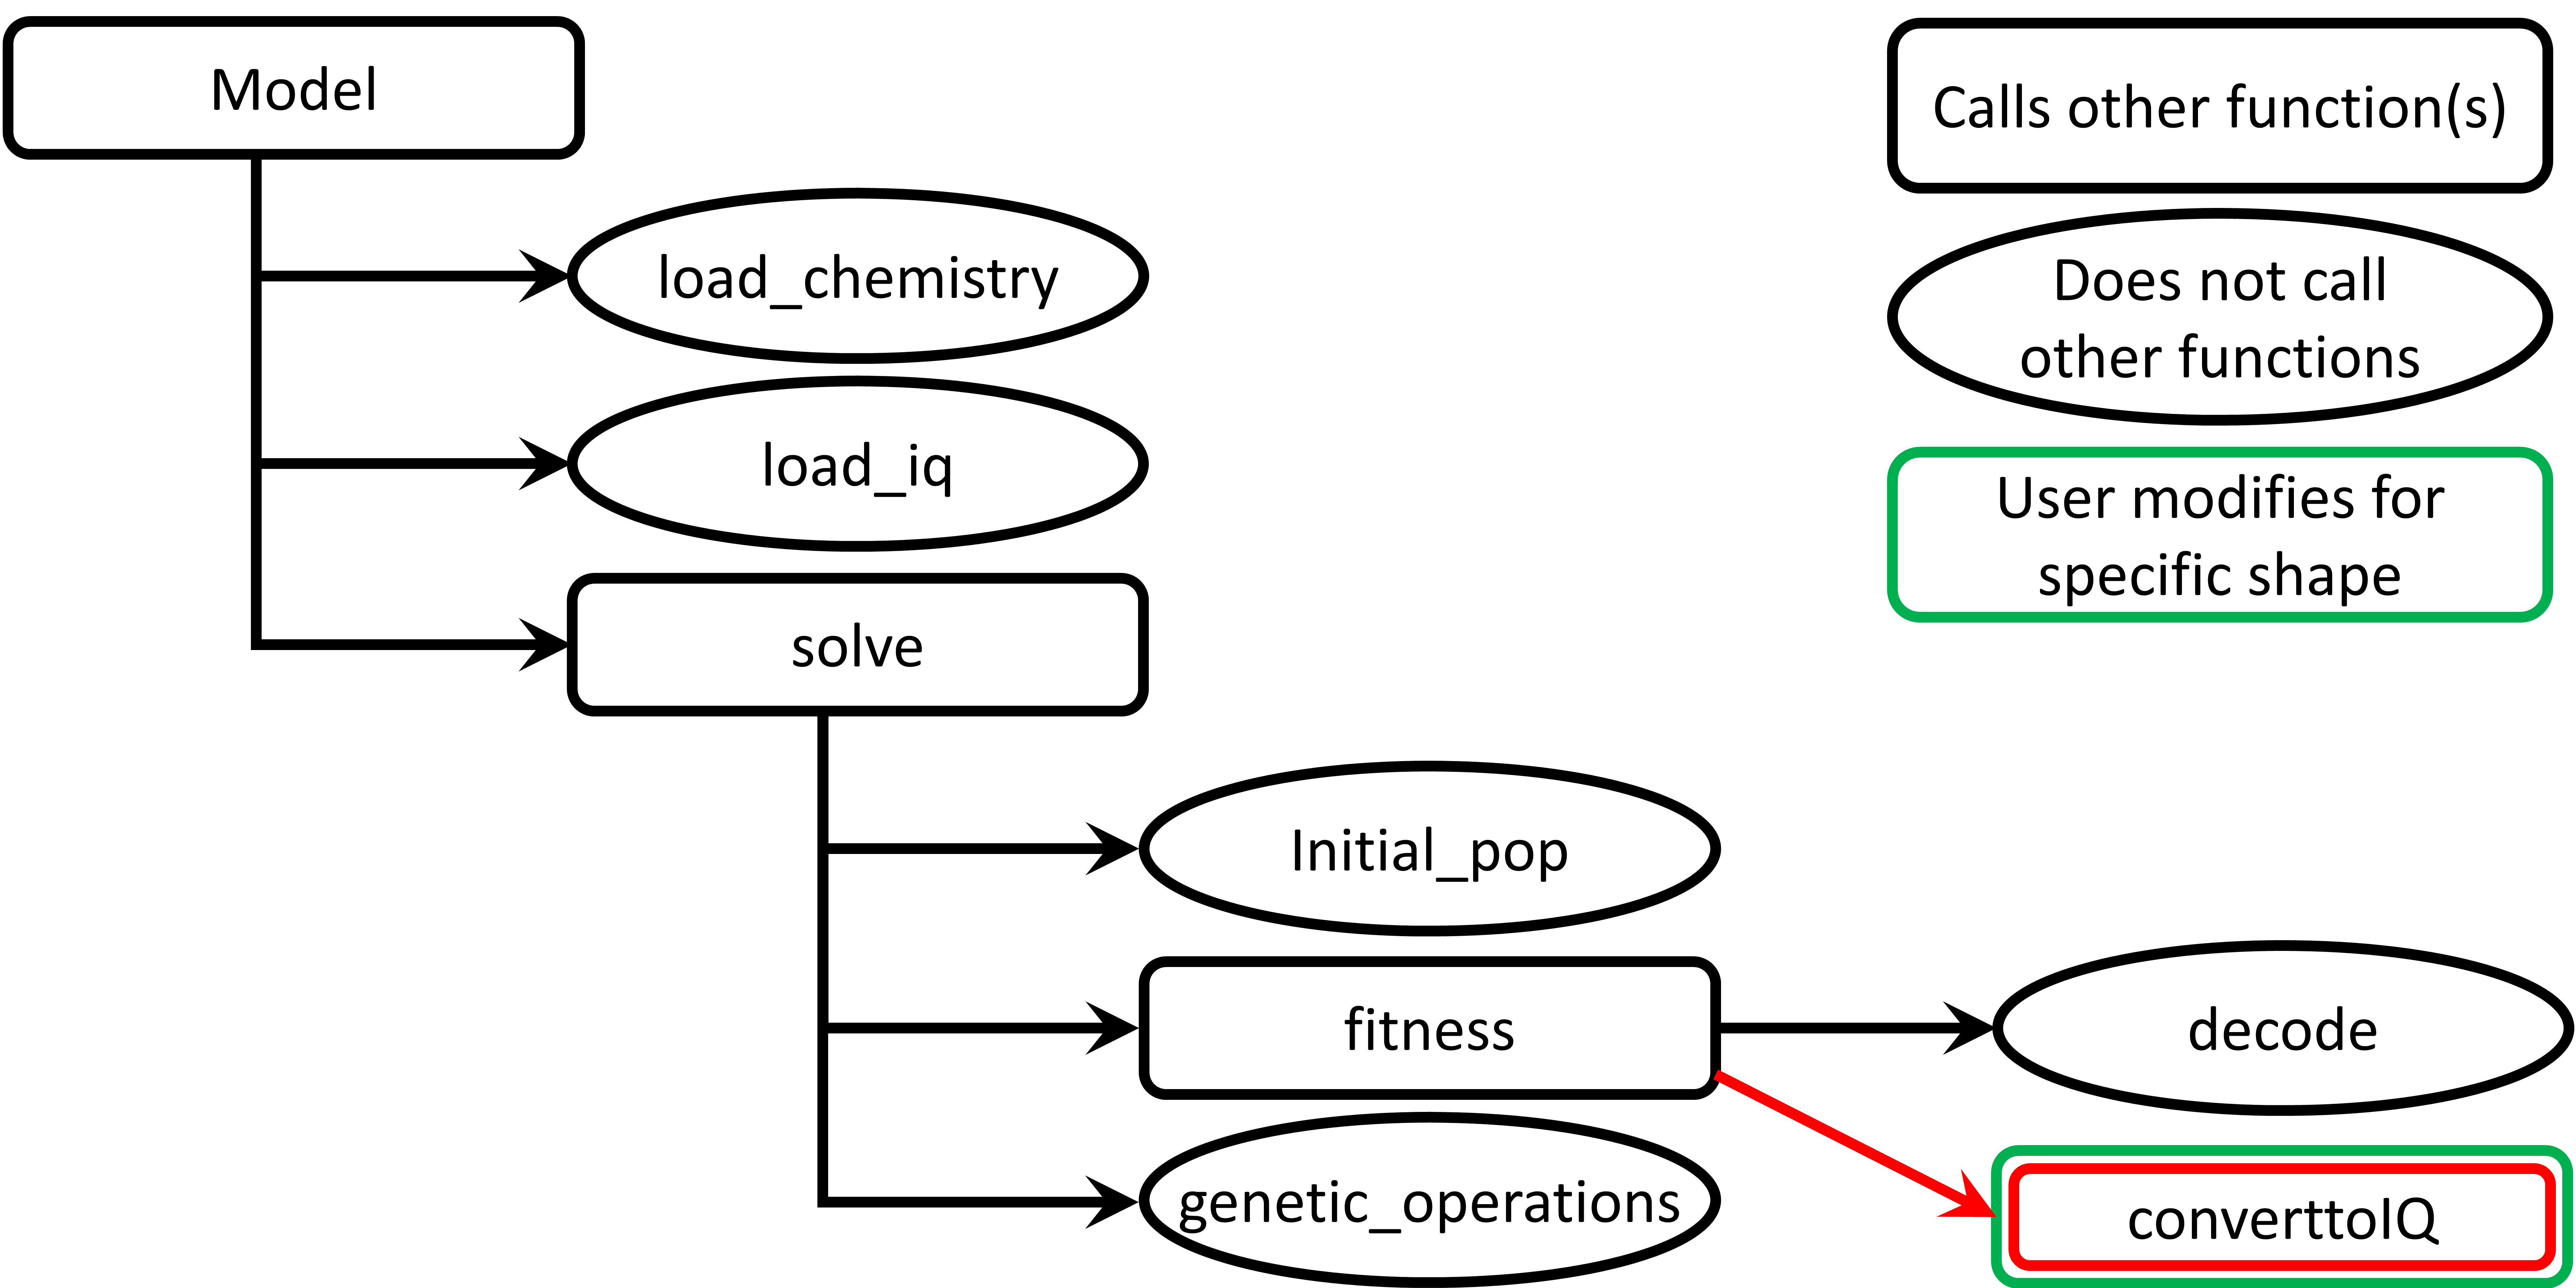 Model
Calls other function(s)
load_chemistry
Does not call
other functions
load_iq
User modifies for
specific shape
solve
Initial_pop
fitness
decode
genetic_operations
converttoIQ